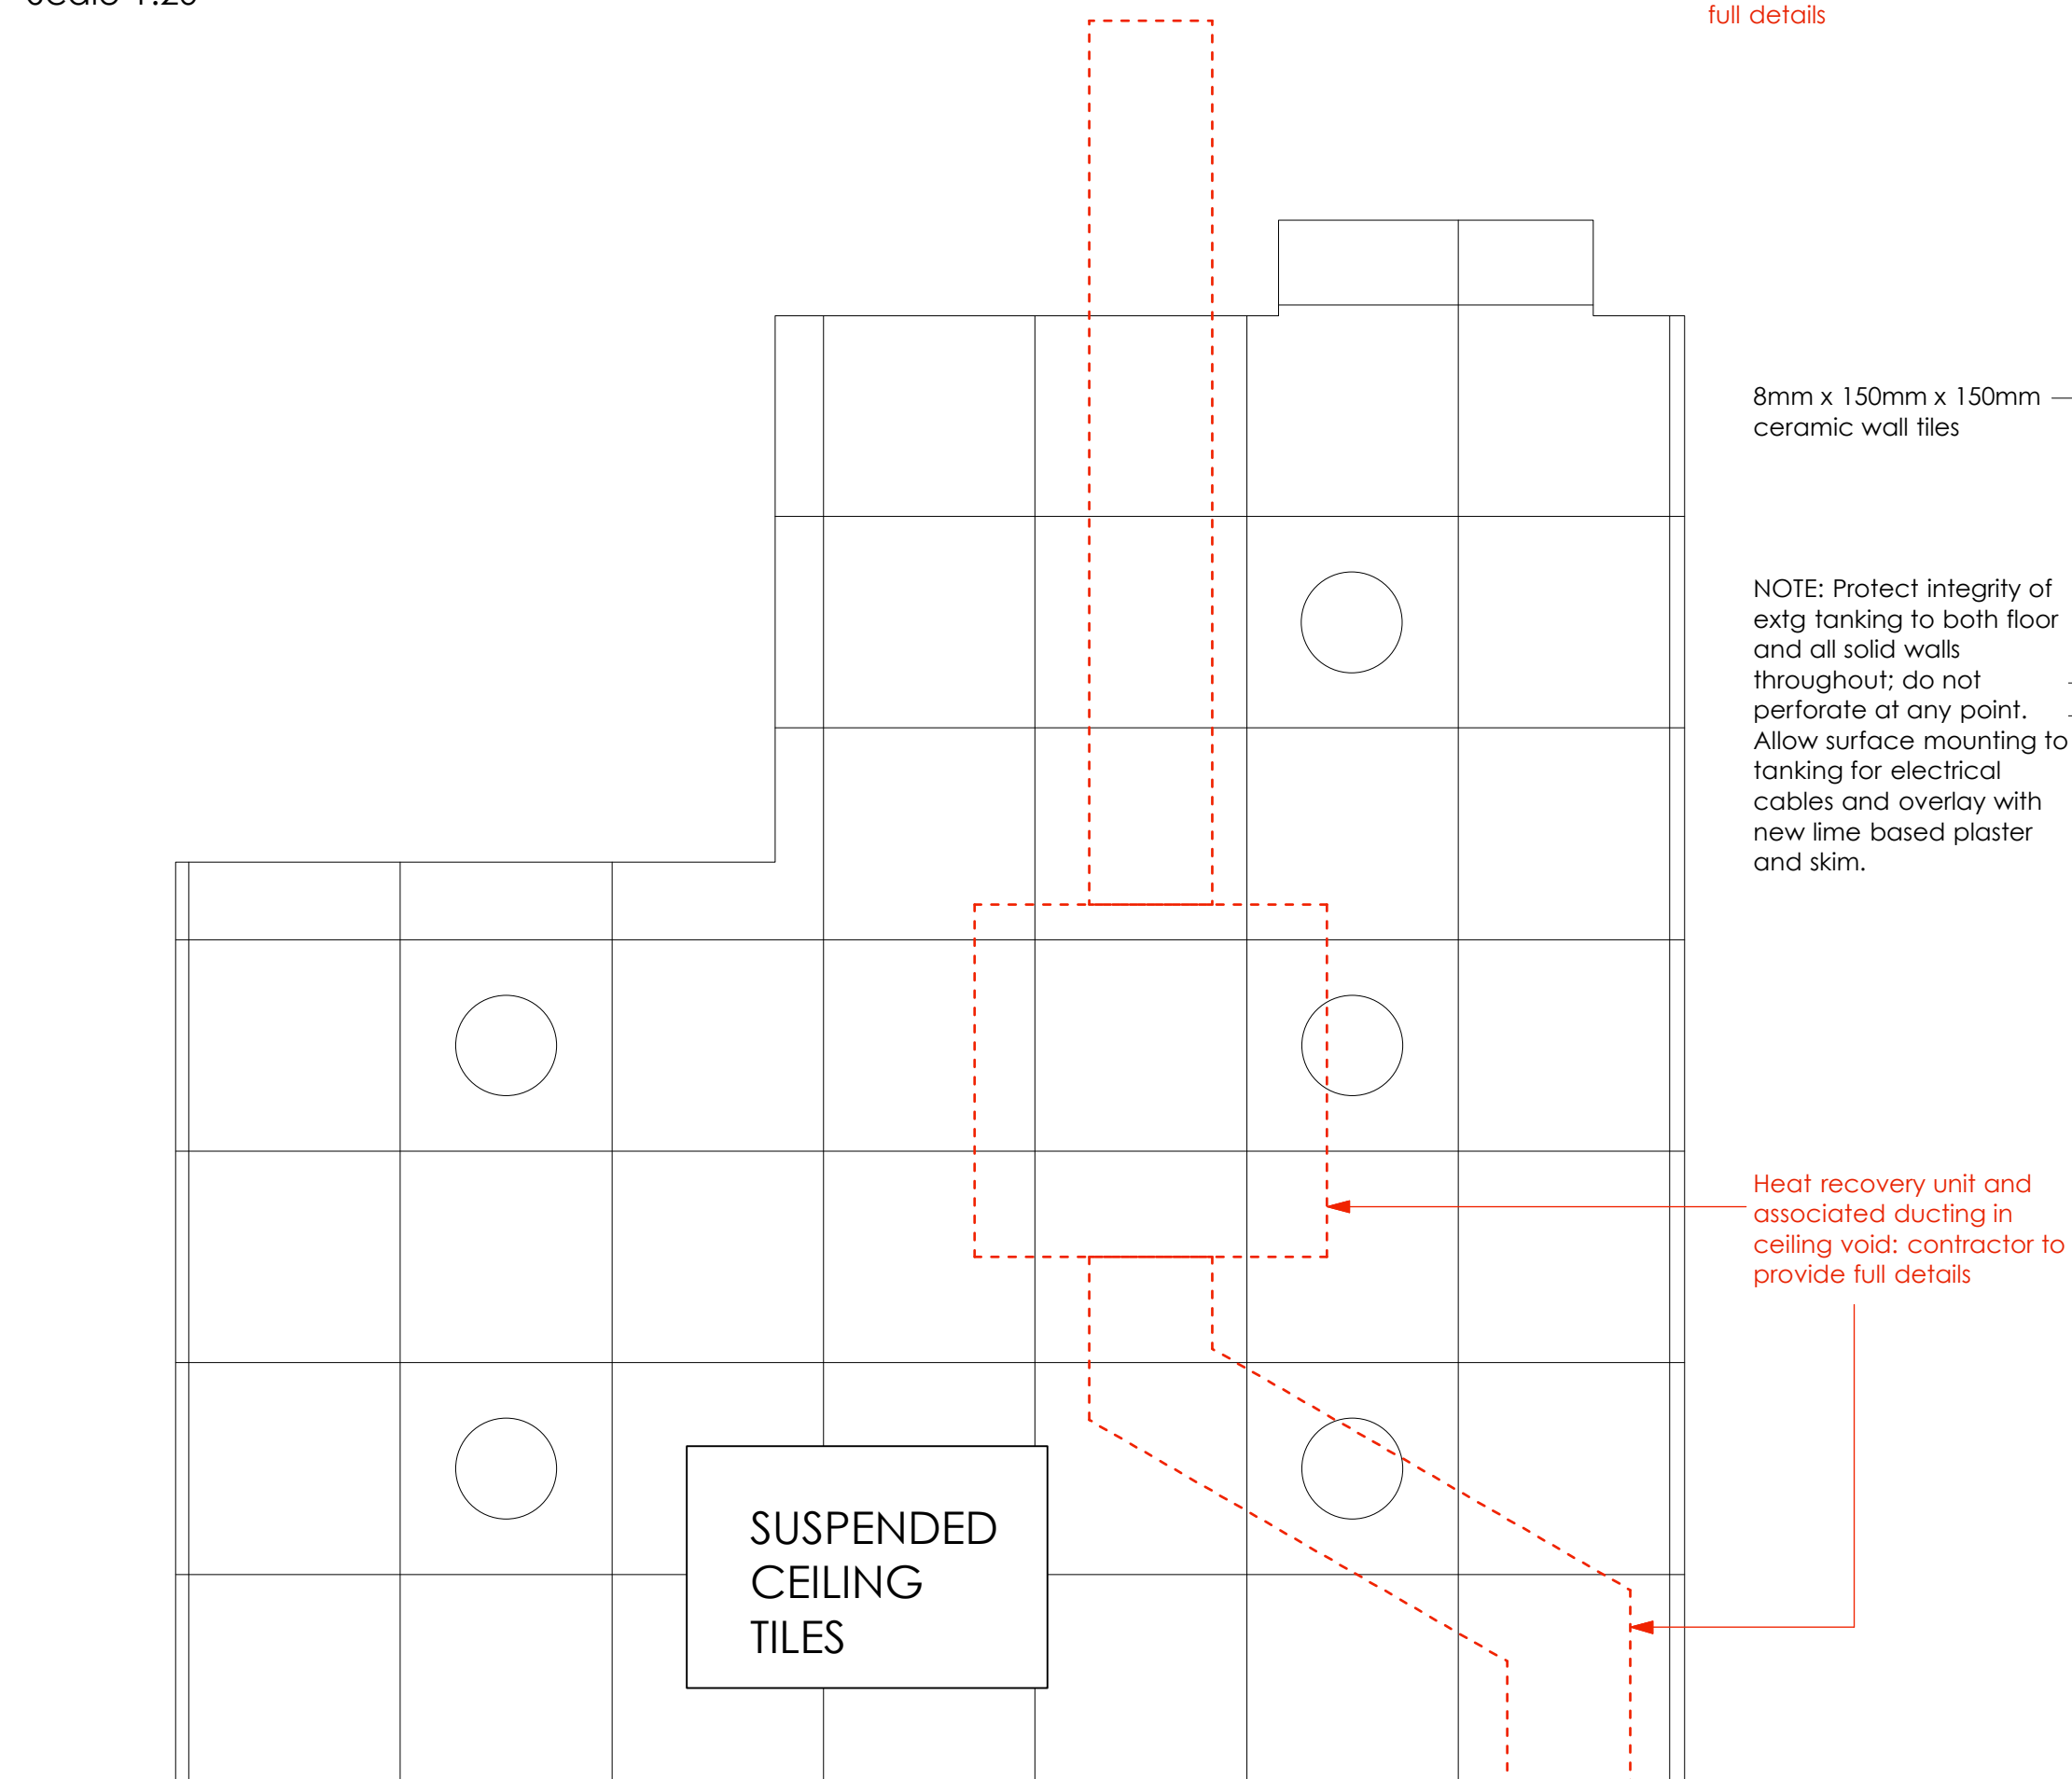 full details
8mm x 150mm x 150mm
ceramic wall tiles
NOTE: Protect integrity of
extg tanking to both floor
and all solid walls
throughout; do not
perforate at any point.
Allow surface mounting to
tanking for electrical
cables and overlay with
new lime based plaster
and skim.
Heat recovery unit and
associated ducting in
ceiling void: contractor to
provide full details
SUSPENDED
CEILING
TILES